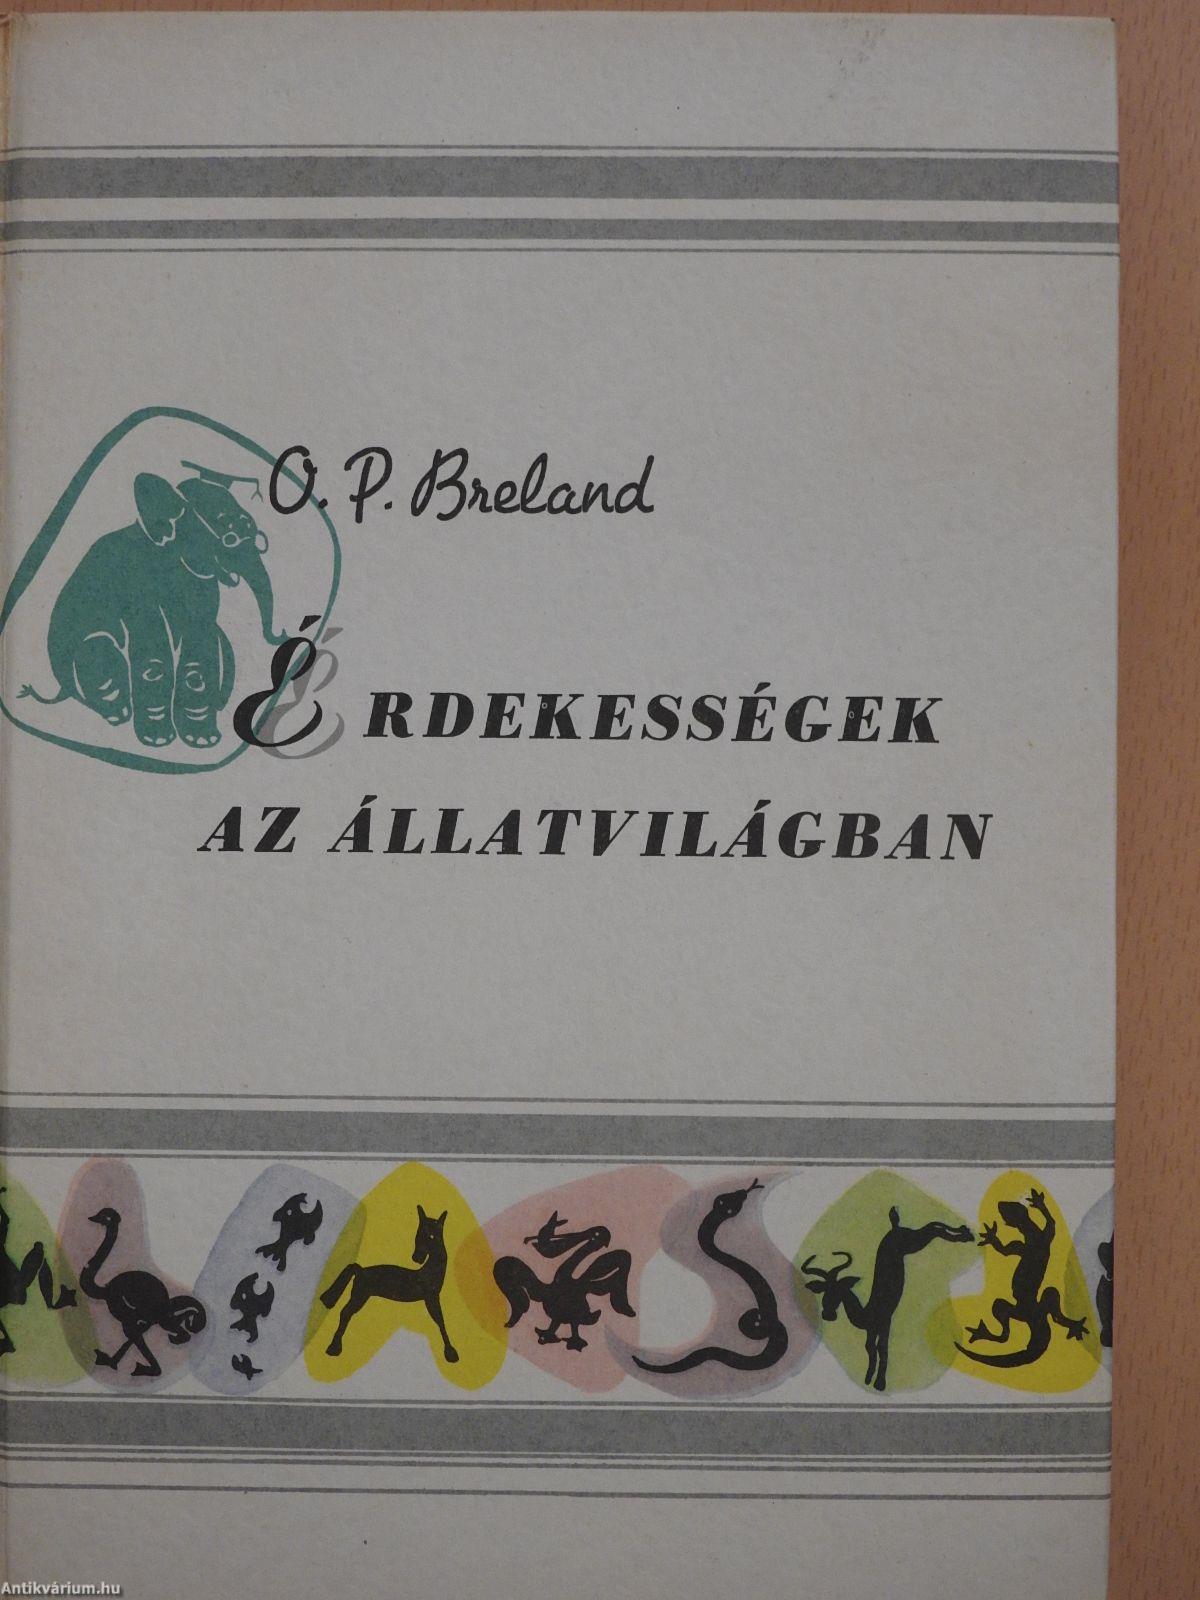 O. P. Breland
ÉRDEKESSÉGEK
AZ ÁLLATVILÁGBAN
Antikvárium.hu